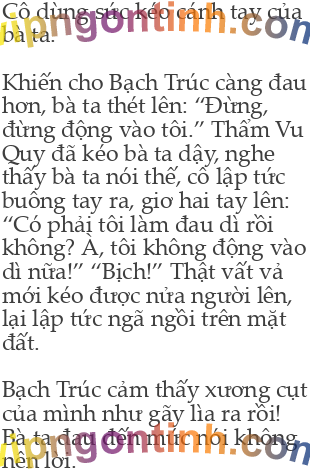 Cô dùng sức kéo cánh tay của
bà ta.
vipngontinh.com
Khiến cho Bạch Trúc càng đau
hơn, bà ta thét lên: “Đừng,
đừng động vào tôi.” Thẩm Vu
Quy đã kéo bà ta dậy, nghe
thấy bà ta nói thế, cô lập tức
buông tay ra, giơ hai tay lên:
“Có phải tôi làm đau dì rồi
không? À, tôi không động vào
dì nữa!” “Bịch!” Thật vất vả
mới kéo được nửa người lên,
lại lập tức ngã ngồi trên mặt
đất.
Bạch Trúc cảm thấy xương cụt
của mình như gãy lìa ra rồi!
Bà ta đau đến mức nói không
nên lời.
vipngontinh.com